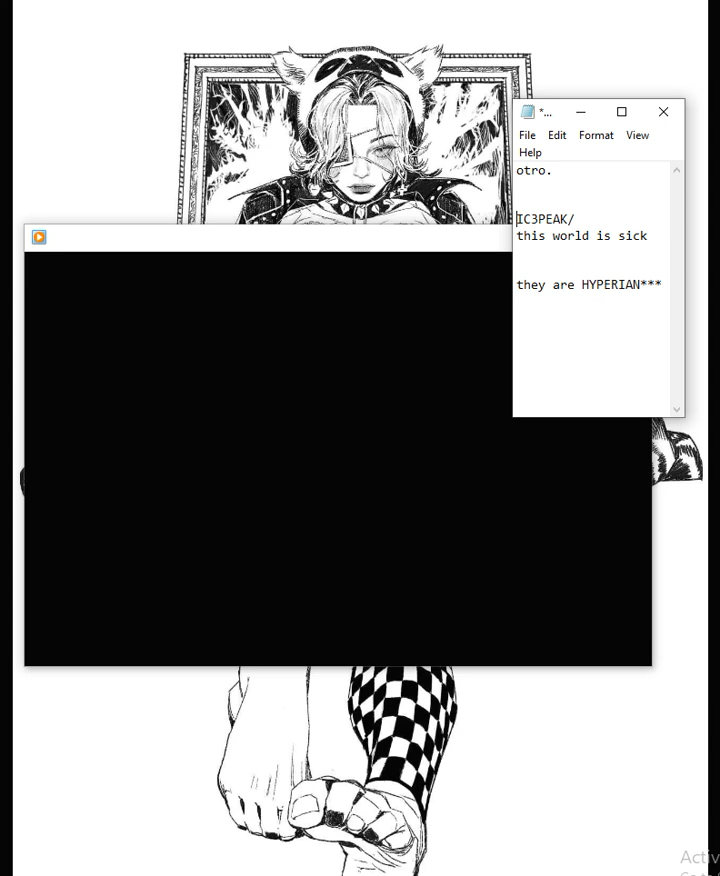 *...
File Edit Format View
Help
otro.
IC3PEAK/
this world is sick
they are HYPERIAN***